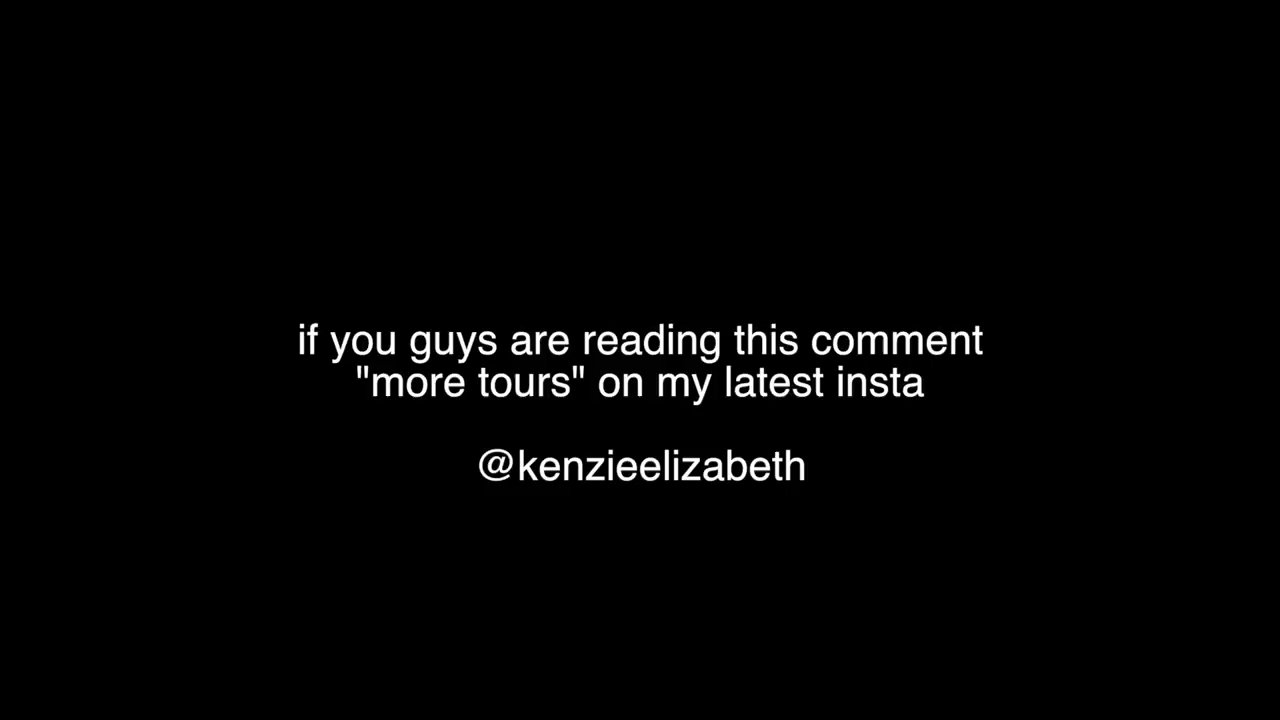 if you guys are reading this comment
"more tours" on my latest insta
@kenzieelizabeth